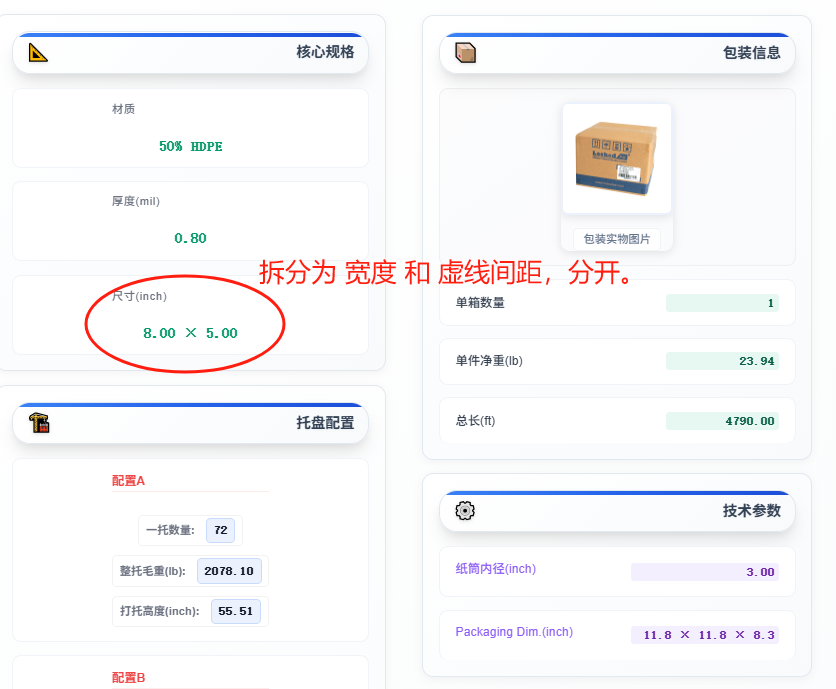 核心规格
材质
50% HDPE
厚度(mil)
0.80
尺寸(inch)
8.00 × 5.00
拆分为 宽度 和 虚线间距，分开。
托盘配置
配置A
一托数量: 72
整托毛重(lb): 2078.10
打托高度(inch): 55.51
配置B
包装信息
包装实物图片
单箱数量 1
单件净重(lb) 23.94
总长(ft) 4790.00
技术参数
纸筒内径(inch) 3.00
Packaging Dim.(inch) 11.8 × 11.8 × 8.3